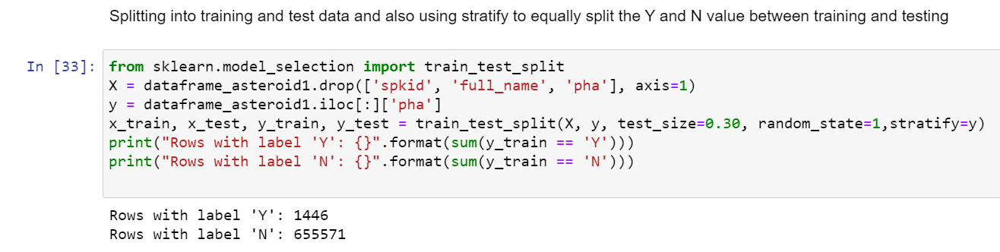 Splitting into training and test data and also using stratify to equally split the Y and N value between training and testing
In [33]: from sklearn.model_selection import train_test_split
X = dataframe_asteroid1.drop(['spkid', 'full_name', 'pha'], axis=1)
y = dataframe_asteroid1.iloc[:]['pha']
x_train, x_test, y_train, y_test = train_test_split(X, y, test_size=0.30, random_state=1,stratify=y)
print("Rows with label 'Y': {}".format(sum(y_train == 'Y')))
print("Rows with label 'N': {}".format(sum(y_train == 'N')))
Rows with label 'Y': 1446
Rows with label 'N': 655571